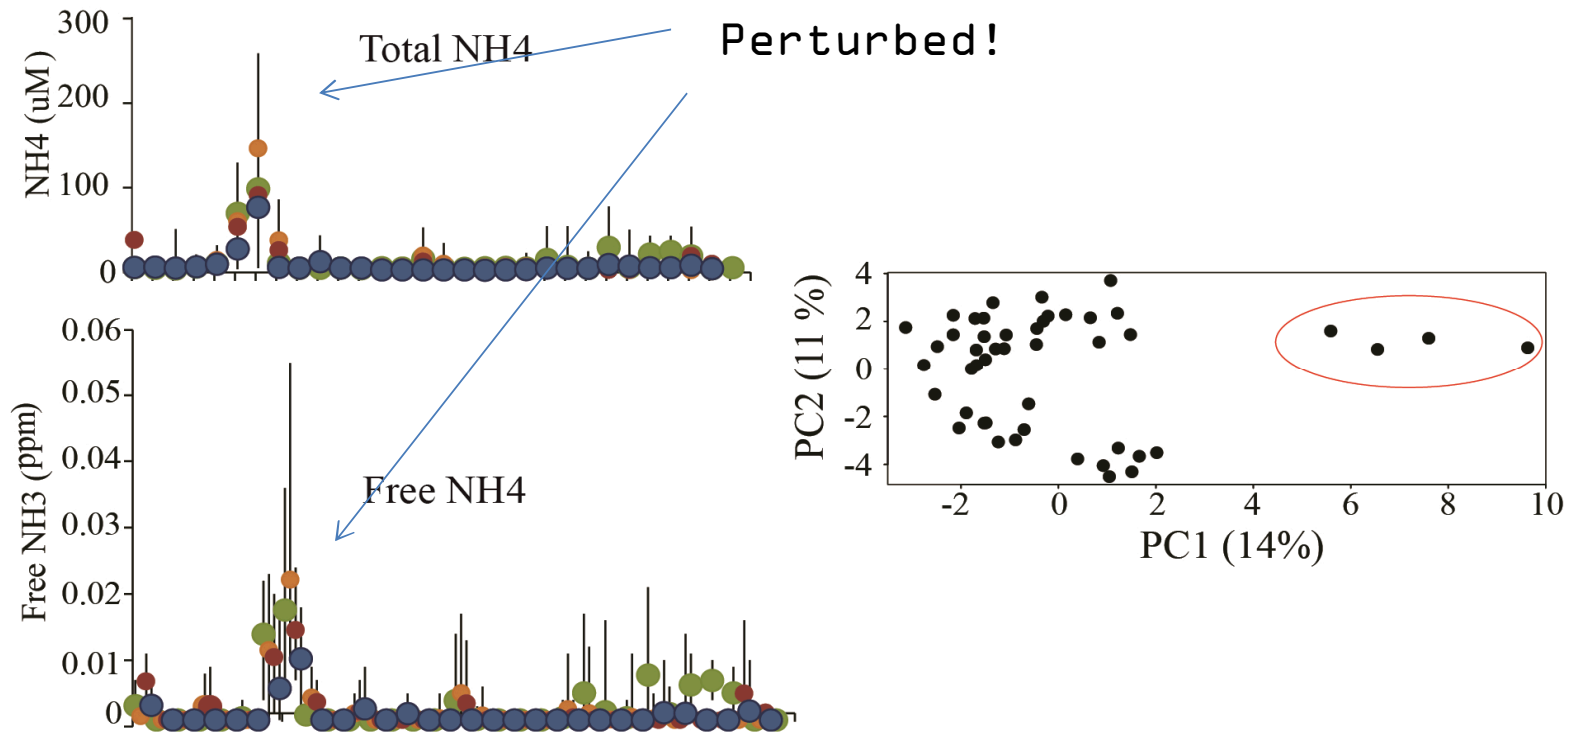 Perturbed!
Total NH4
NH4 (uM)
300
200
100
0
Free NH4
Free NH3 (ppm)
0.06
0.05
0.04
0.03
0.02
0.01
0
PC2 (11 %)
4
2
0
-2
-4
-2 0 2 4 6 8 10
PC1 (14%)